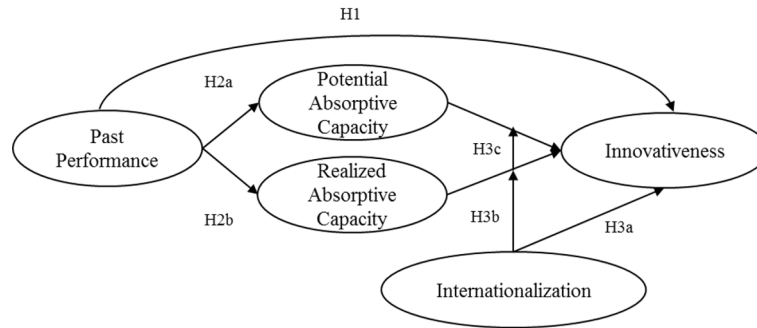 H1
H2a
Potential
Absorptive
Capacity
Past
Performance
H3c
Innovativeness
Realized
Absorptive
Capacity
H2b
H3b
H3a
Internationalization